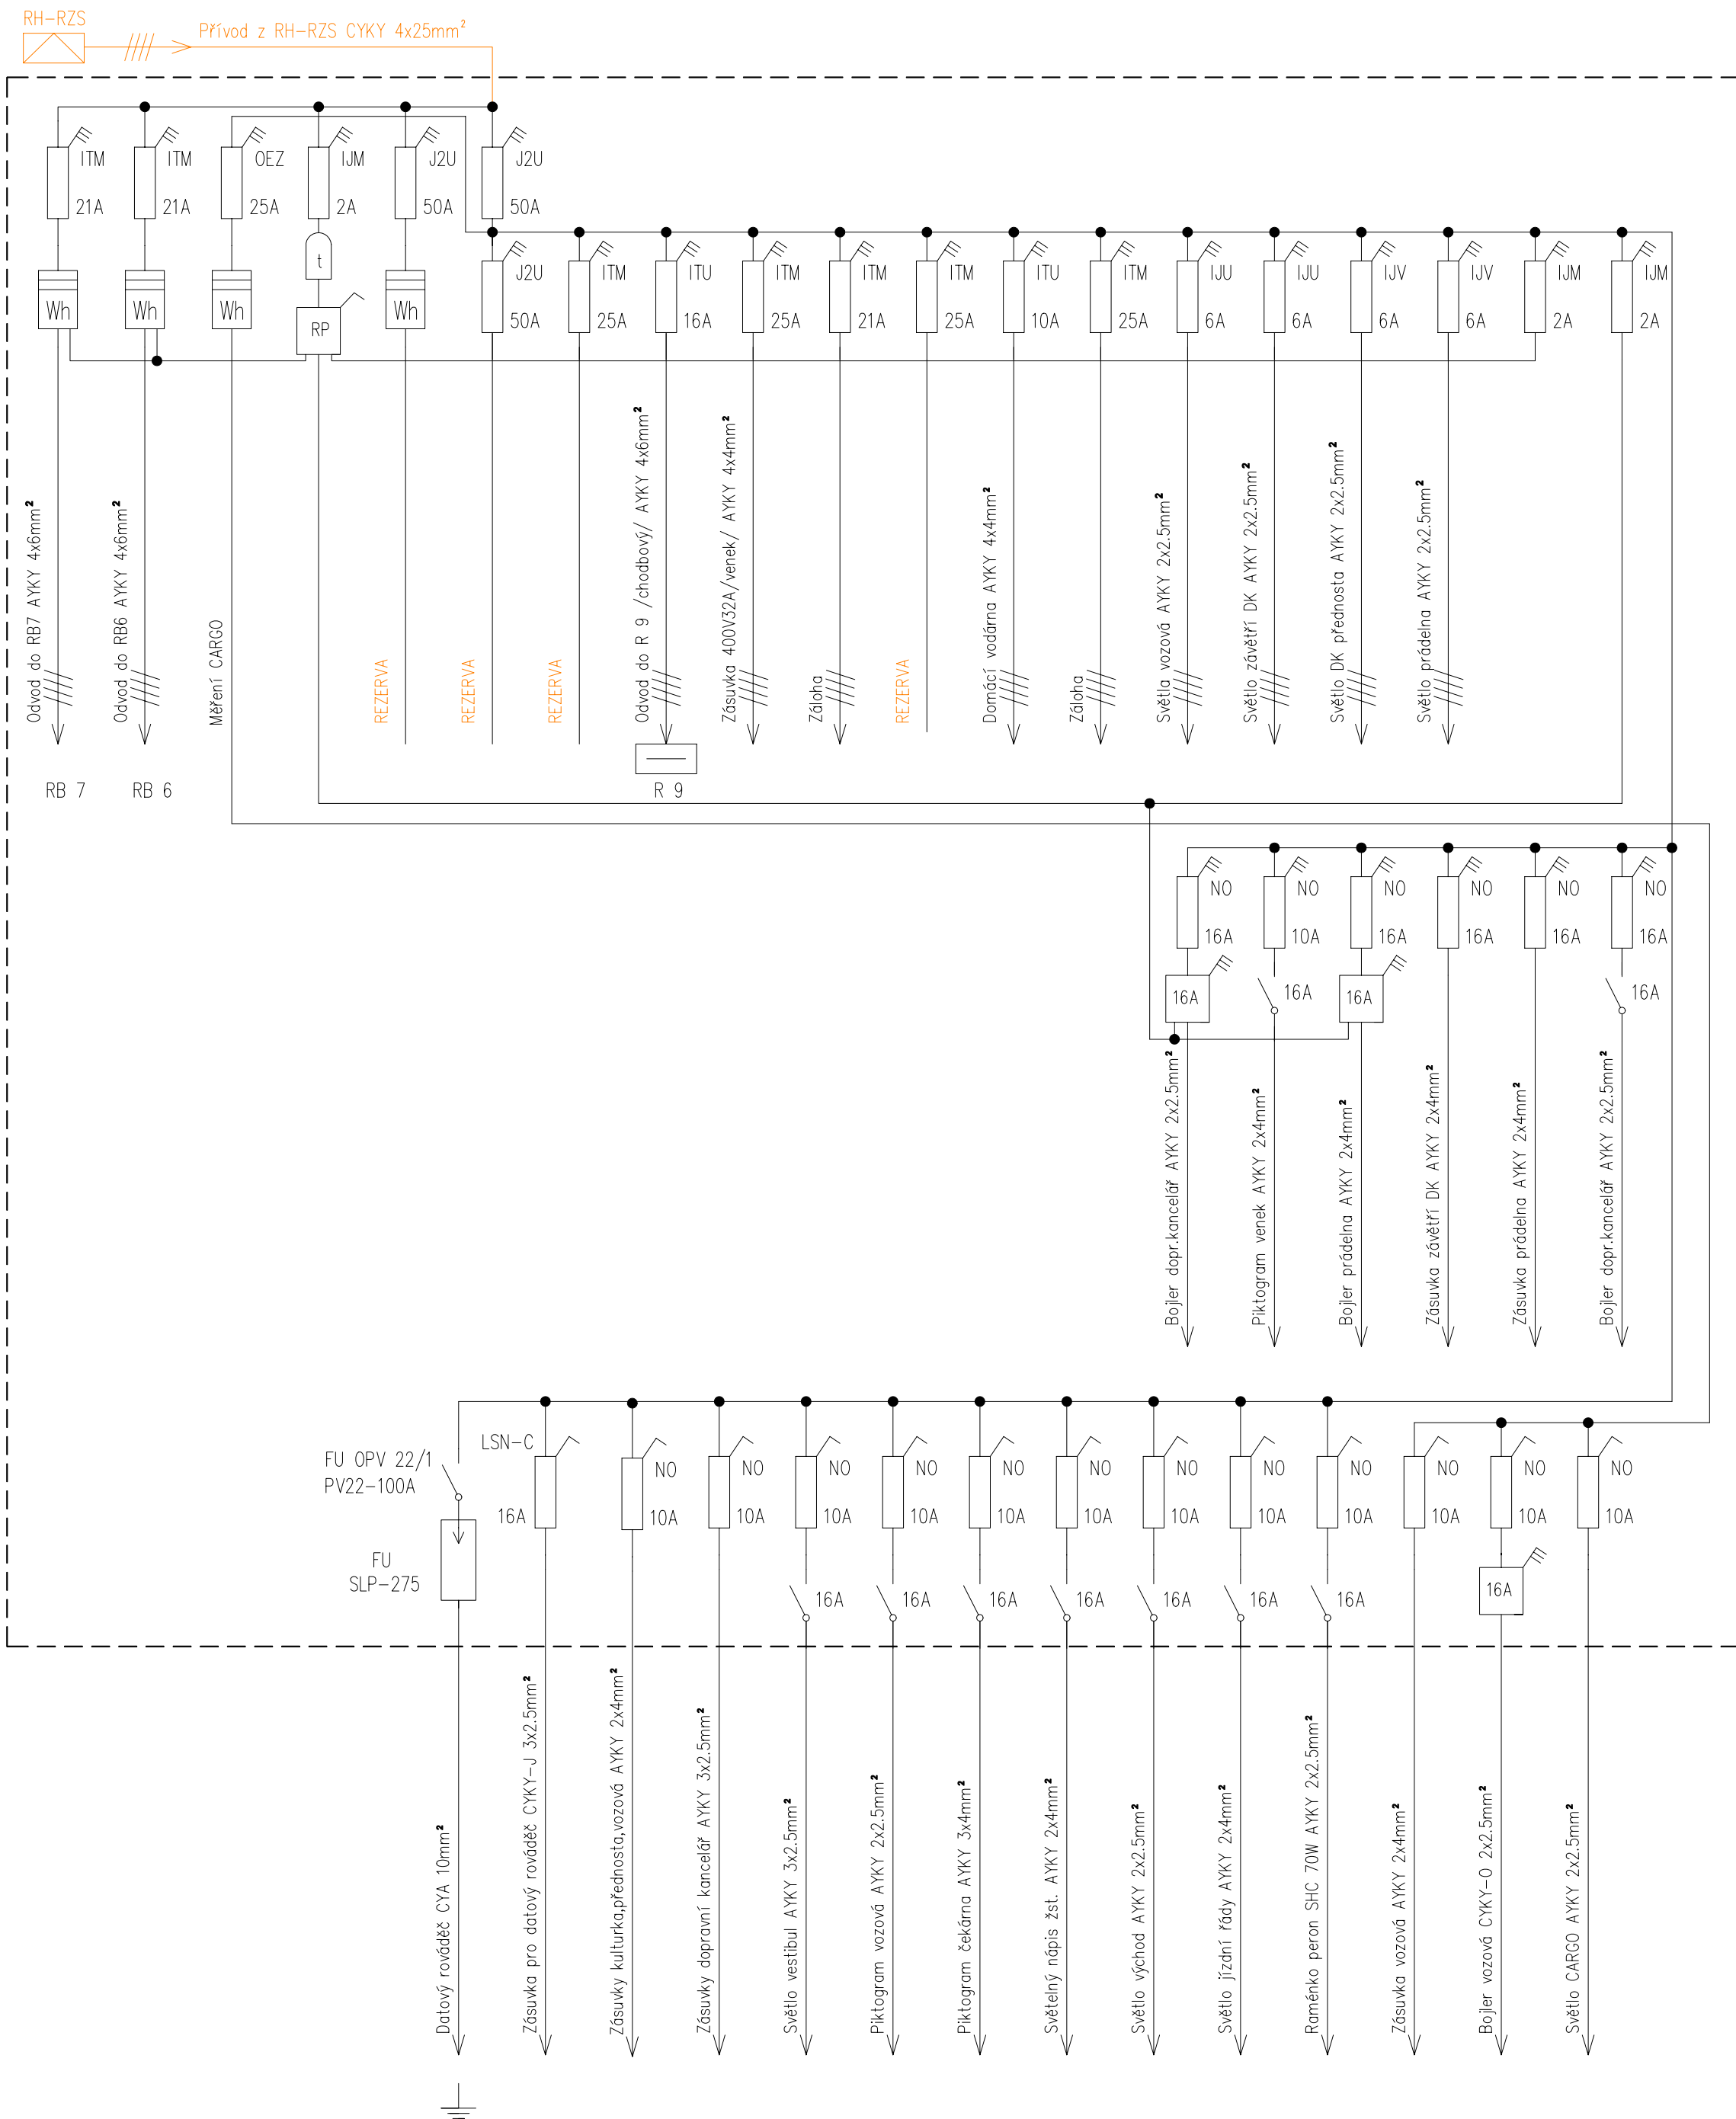 RH-RZS
Přívod z RH-RZS CYKY 4x25mm²
ITM
ITM
OEZ
IJM
J2U
J2U
21A
21A
25A
2A
50A
50A
t
Wh
Wh
Wh
RP
Wh
J2U
ITM
ITU
ITM
ITM
ITM
ITU
ITM
IJU
IJU
IJV
IJV
IJM
IJM
50A
25A
16A
25A
21A
25A
10A
25A
6A
6A
6A
6A
2A
2A
Odvod do RB7 AYKY 4x6mm²
Odvod do RB6 AYKY 4x6mm²
Měření CARGO
REZERVA
REZERVA
REZERVA
Odvod do R 9 /chodbový/ AYKY 4x6mm²
Zásuvka 400V32A/venek/ AYKY 4x4mm²
Záloha
REZERVA
Domácí vodárna AYKY 4x4mm²
Záloha
Světla vozová AYKY 2x2.5mm²
Světlo závětří DK AYKY 2x2.5mm²
Světlo DK přednosta AYKY 2x2.5mm²
Světlo prádelna AYKY 2x2.5mm²
RB 7
RB 6
R 9
NO
NO
NO
NO
NO
NO
16A
10A
16A
16A
16A
16A
16A
16A
16A
16A
Bojler dopr.kancelář AYKY 2x2.5mm²
Piktogram venek AYKY 2x4mm²
Bojler prádelna AYKY 2x4mm²
Zásuvka závětří DK AYKY 2x4mm²
Zásuvka prádelna AYKY 2x4mm²
Bojler dopr.kancelář AYKY 2x2.5mm²
FU OPV 22/1
PV22-100A
FU
SLP-275
LSN-C
NO
NO
NO
NO
NO
NO
NO
NO
NO
NO
NO
NO
16A
10A
10A
10A
10A
10A
10A
10A
10A
10A
10A
10A
10A
16A
16A
16A
16A
16A
16A
16A
16A
Datový rováděč CYA 10mm²
Zásuvka pro datový rováděč CYKY-J 3x2.5mm²
Zásuvky kulturka,přednosta,vozová AYKY 2x4mm²
Zásuvky dopravní kancelář AYKY 3x2.5mm²
Světlo vestibul AYKY 3x2.5mm²
Piktogram vozová AYKY 2x2.5mm²
Piktogram čekárna AYKY 3x4mm²
Světelný nápis žst. AYKY 2x4mm²
Světlo východ AYKY 2x2.5mm²
Světlo jízdní řády AYKY 2x4mm²
Raménko peron SHC 70W AYKY 2x2.5mm²
Zásuvka vozová AYKY 2x4mm²
Bojler vozová CYKY-O 2x2.5mm²
Světlo CARGO AYKY 2x2.5mm²